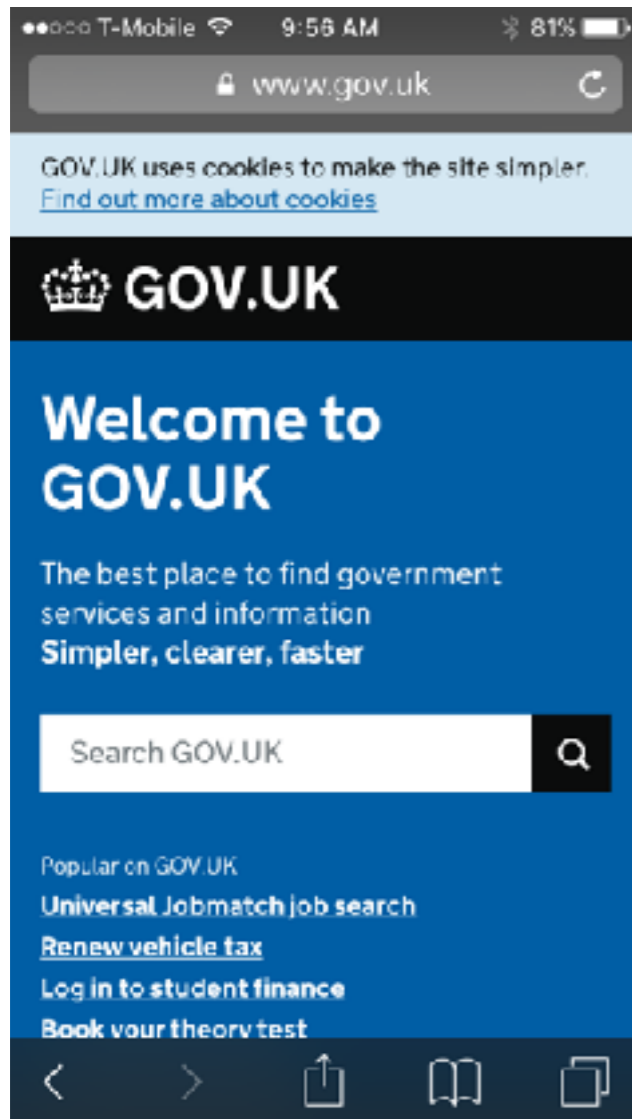 T-Mobile 9:56 AM 81%
www.gov.uk
GOV.UK uses cookies to make the site simpler.
Find out more about cookies
GOV.UK
Welcome to
GOV.UK
The best place to find government
services and information
Simpler, clearer, faster
Search GOV.UK
Popular on GOV.UK
Universal Jobmatch job search
Renew vehicle tax
Log in to student finance
Book your theory test